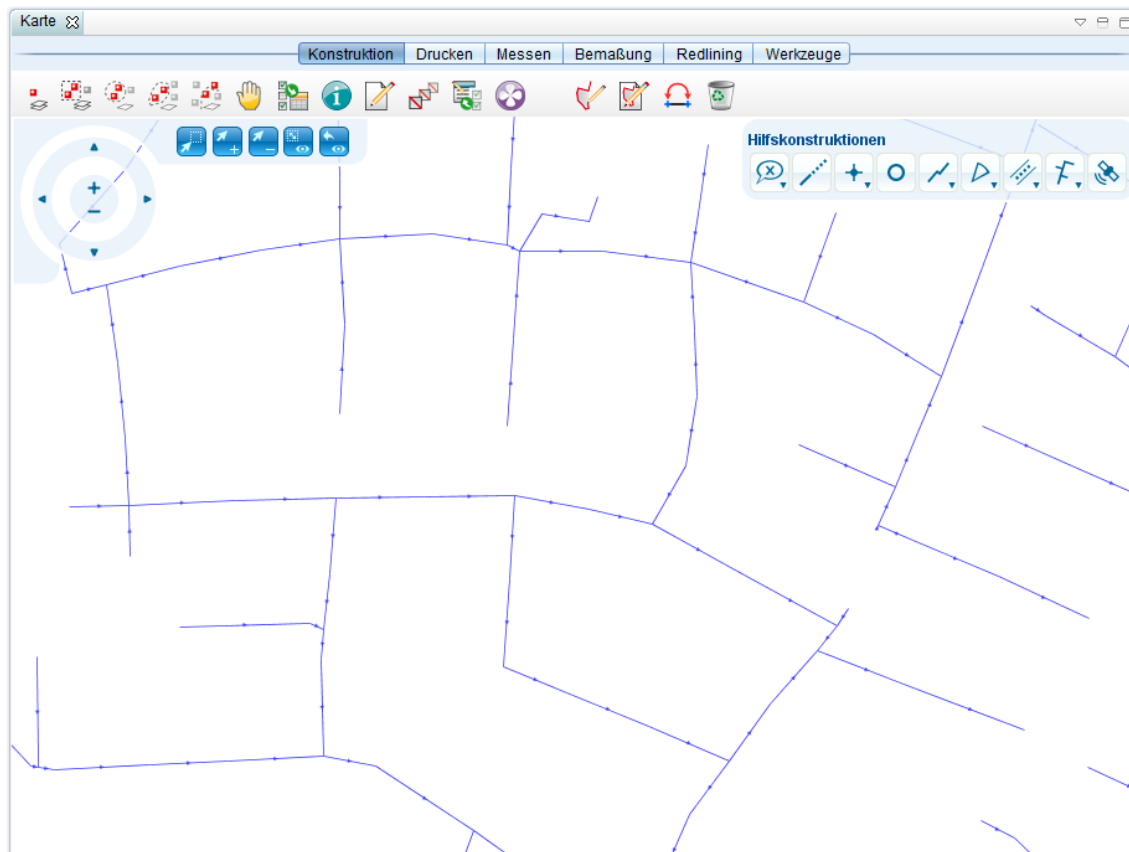 Karte
Konstruktion Drucken Messen Bemaßung Redlining Werkzeuge
Hilfskonstruktionen